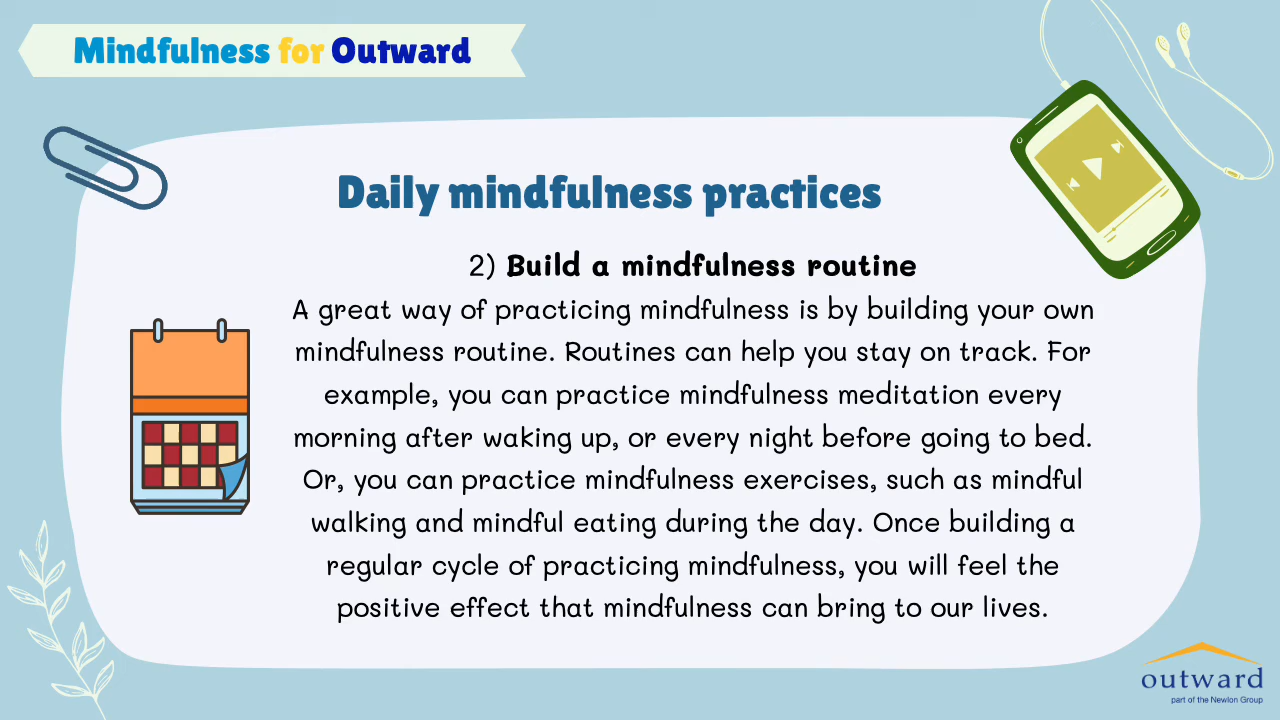 Mindfulness for Outward
Daily mindfulness practices
2) Build a mindfulness routine
A great way of practicing mindfulness is by building your own
mindfulness routine. Routines can help you stay on track. For
example, you can practice mindfulness meditation every
morning after waking up, or every night before going to bed.
Or, you can practice mindfulness exercises, such as mindful
walking and mindful eating during the day. Once building a
regular cycle of practicing mindfulness, you will feel the
positive effect that mindfulness can bring to our lives.
outward
part of the Newlon Group